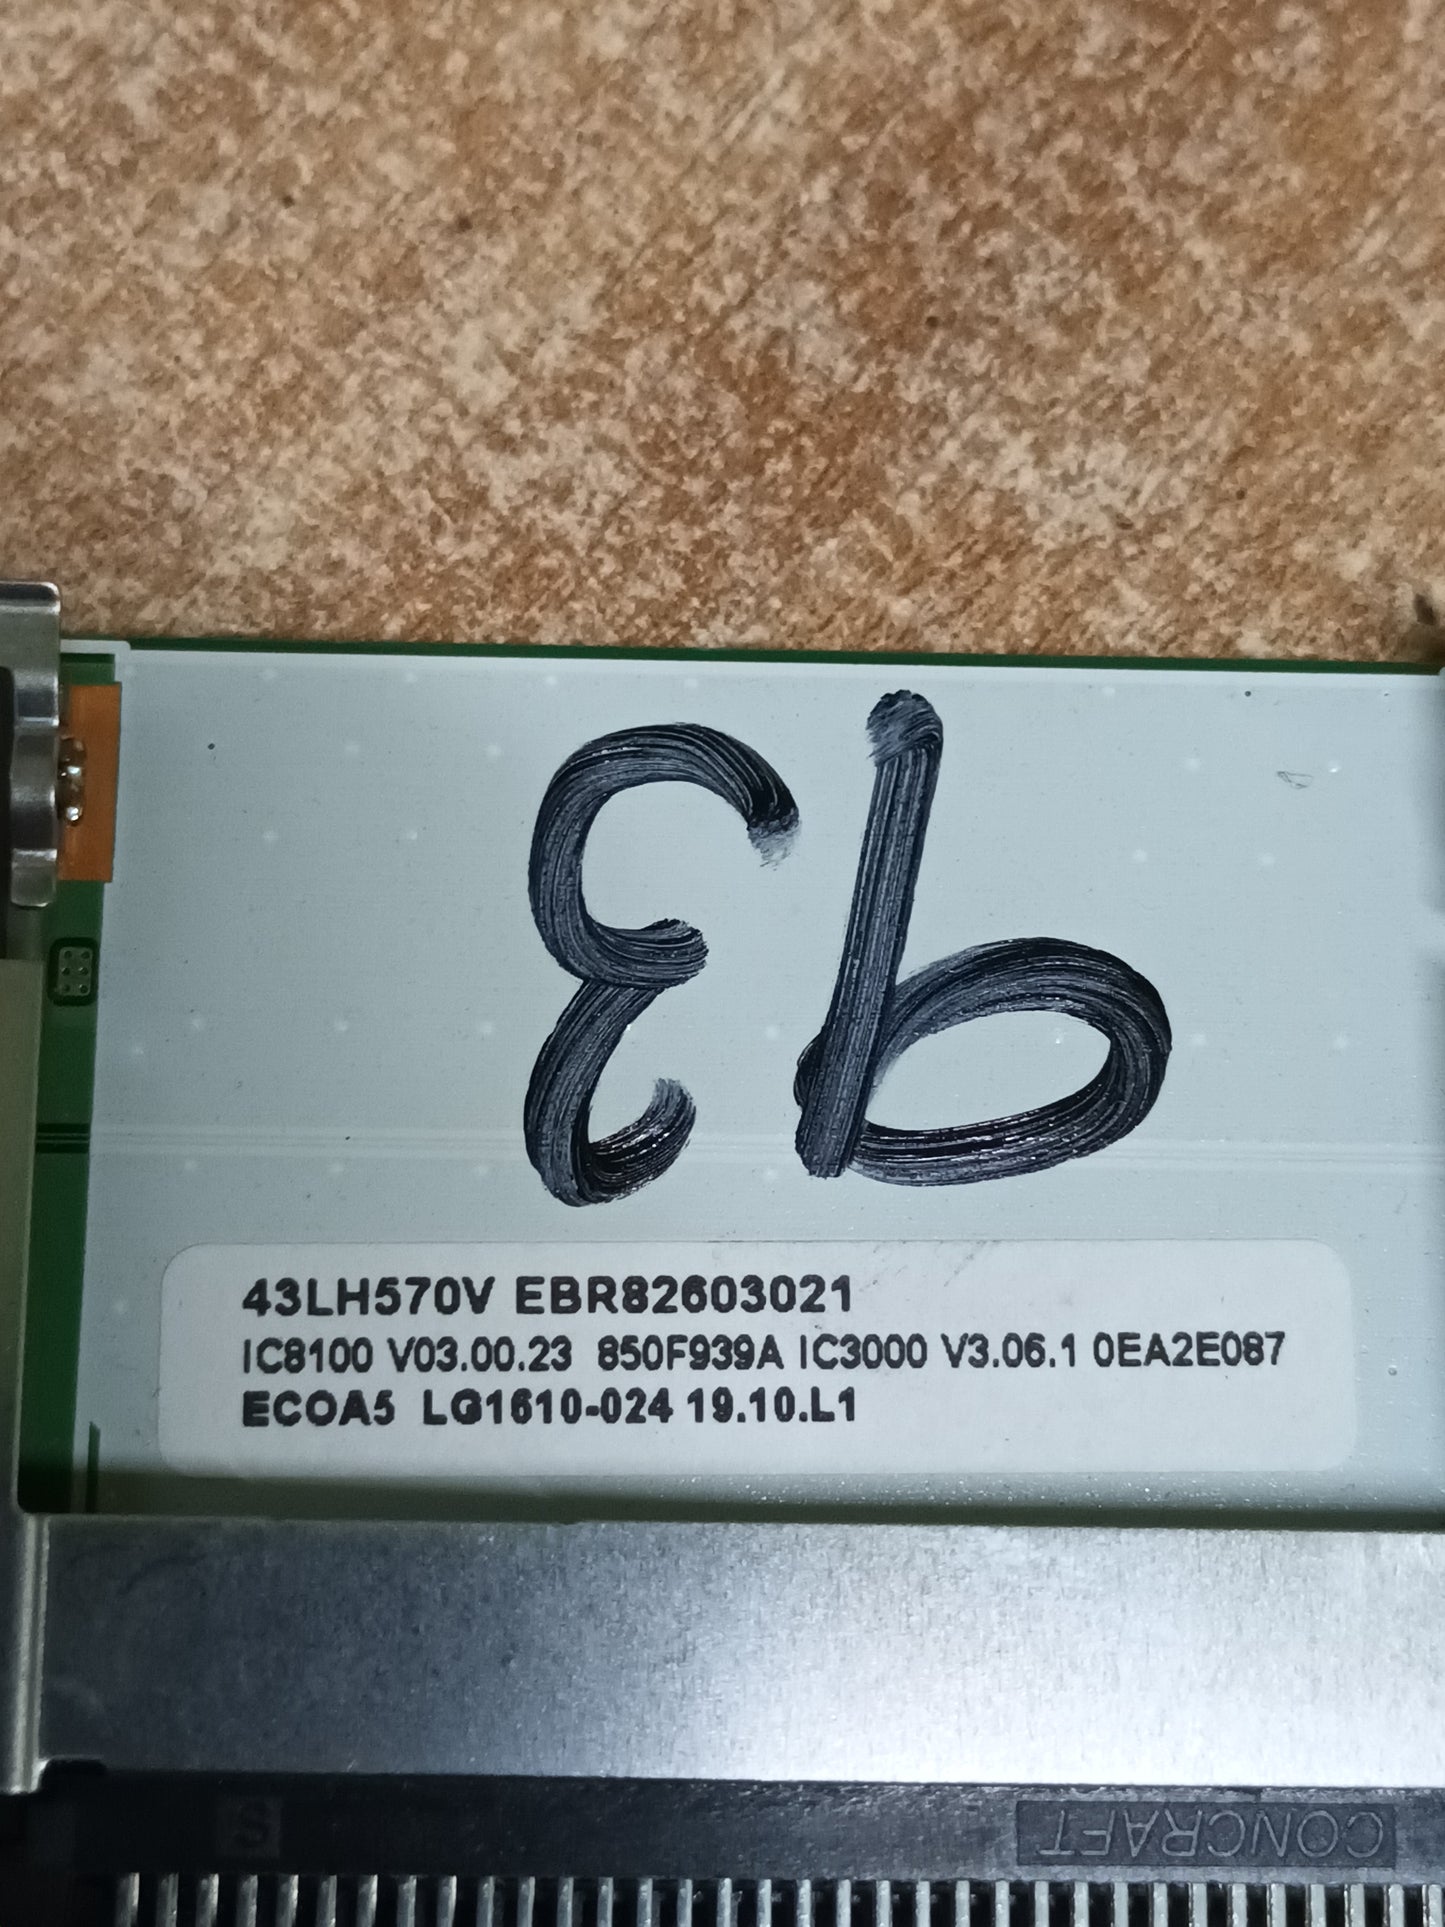 93
43LH570V EBR82603021
IC8100 V03.00.23 850F939A IC3000 V3.06.1 0EA2E087
ECOA5 LG1610-024 19.10.L1
S
CONCRAFT